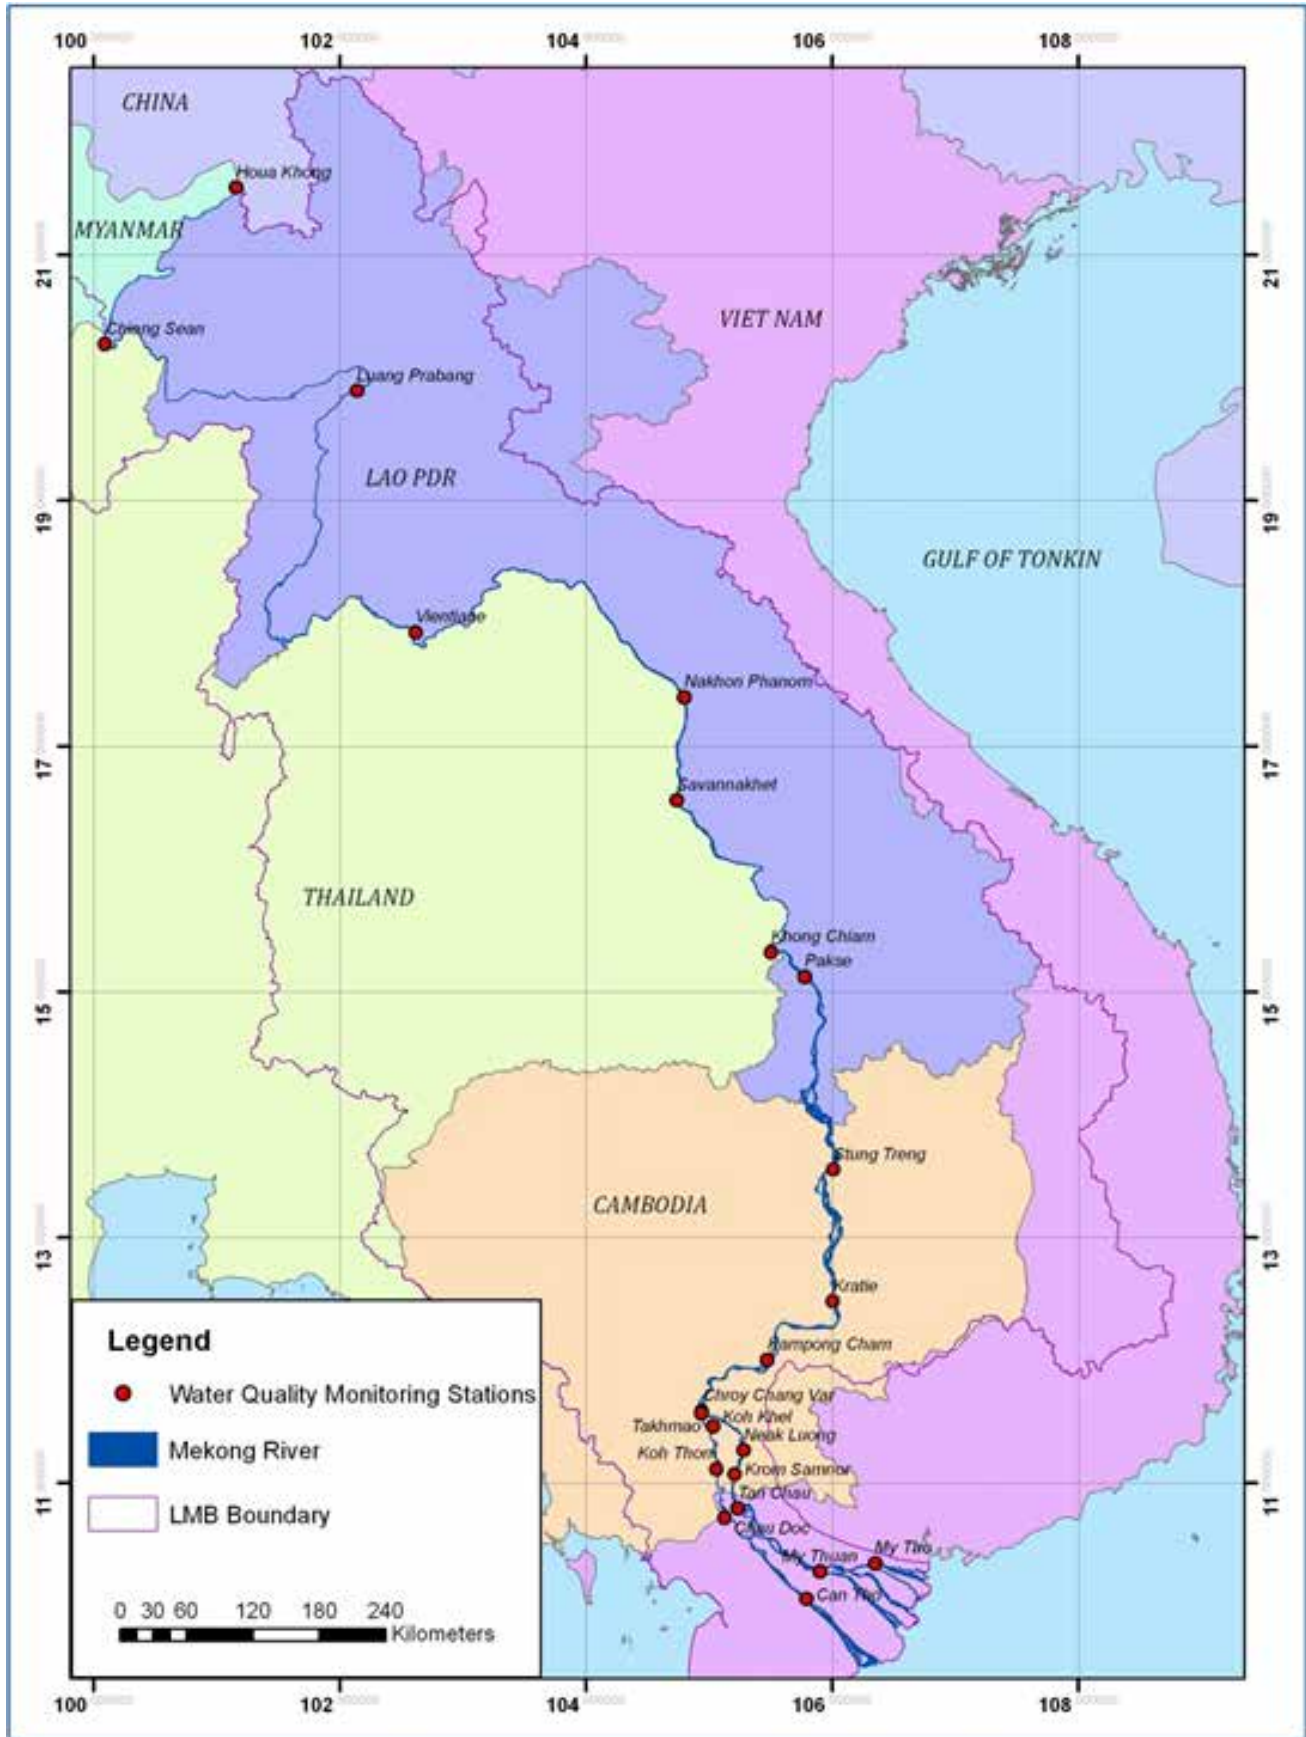 100 102 104 106 108
CHINA
Houa Khong
MYANMAR
21 21
VIET NAM
Chiang Sean
Luang Prabang
LAO PDR
19 19
GULF OF TONKIN
Vientiane
Nakhon Phanom
17 17
Savannakhet
THAILAND
Khong Chiam
Pakse
15 15
Stung Treng
CAMBODIA
13 13
Kratie
Kampong Cham
Chroy Chang Var
Koh Khel
Takhmao
Neak Luong
Koh Thom
Krom Samnor
11 11
Tan Chau
Chau Doc
My Thuan
My Tho
Can Tho
Legend
Water Quality Monitoring Stations
Mekong River
LMB Boundary
0 30 60 120 180 240
Kilometers
100 102 104 106 108